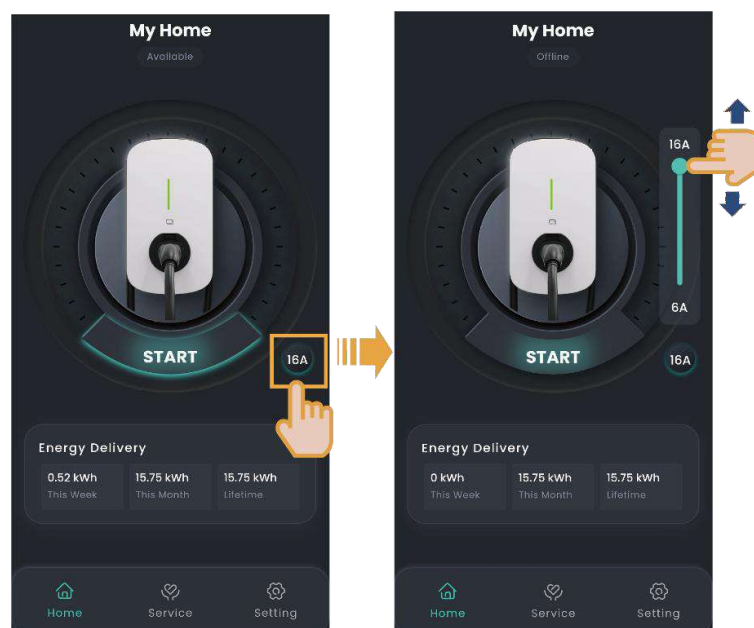 My Home
Available
START
16A
Energy Delivery
0.52 kWh 15.75 kWh 15.75 kWh
This Week This Month Lifetime
Home Service Setting
My Home
Offline
16A
6A
START
16A
Energy Delivery
0 kWh 15.75 kWh 15.75 kWh
This Week This Month Lifetime
Home Service Setting